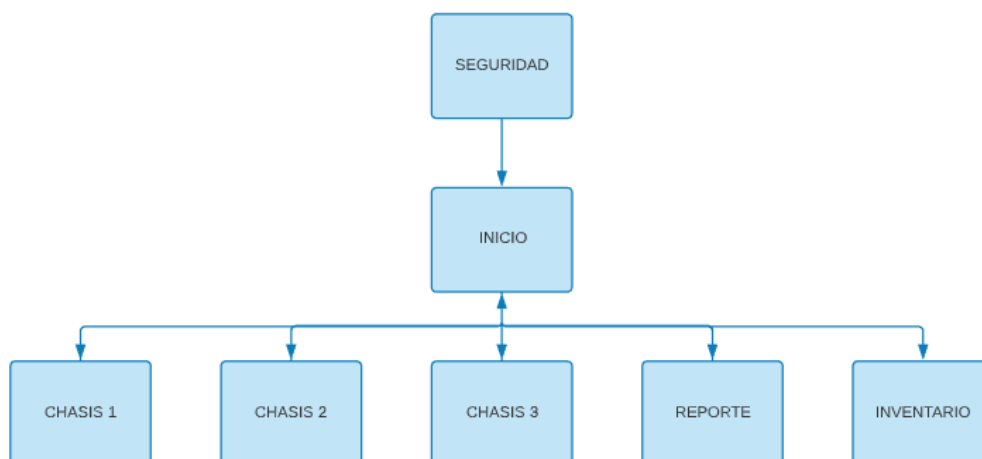 SEGURIDAD
INICIO
CHASIS 1
CHASIS 2
CHASIS 3
REPORTE
INVENTARIO